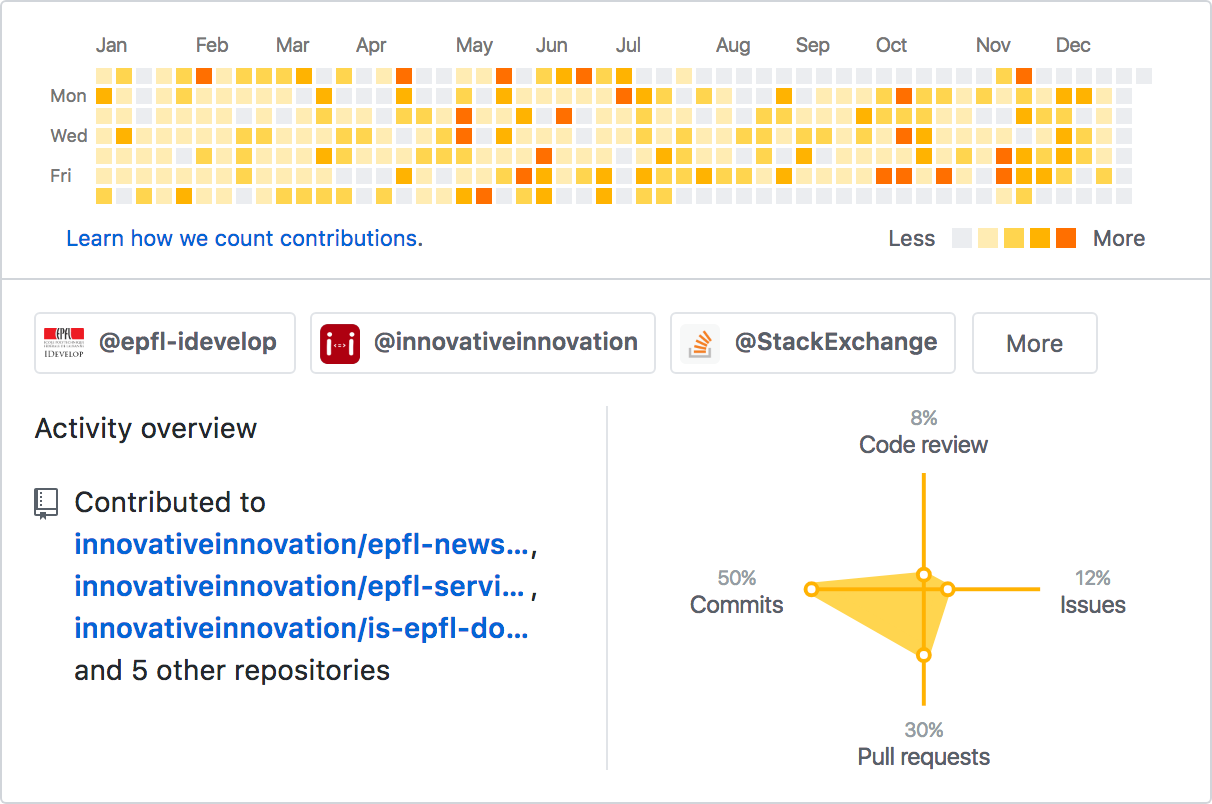 Jan Feb Mar Apr May Jun Jul Aug Sep Oct Nov Dec
Mon
Wed
Fri
Learn how we count contributions.
Less More
EPFL
IDEVELOP
@epfl-idevelop
@innovativeinnovation
@StackExchange
More
Activity overview
Contributed to
innovativeinnovation/epfl-news…,
innovativeinnovation/epfl-servi…,
innovativeinnovation/is-epfl-do…
and 5 other repositories
8%
Code review
50%
Commits
12%
Issues
30%
Pull requests